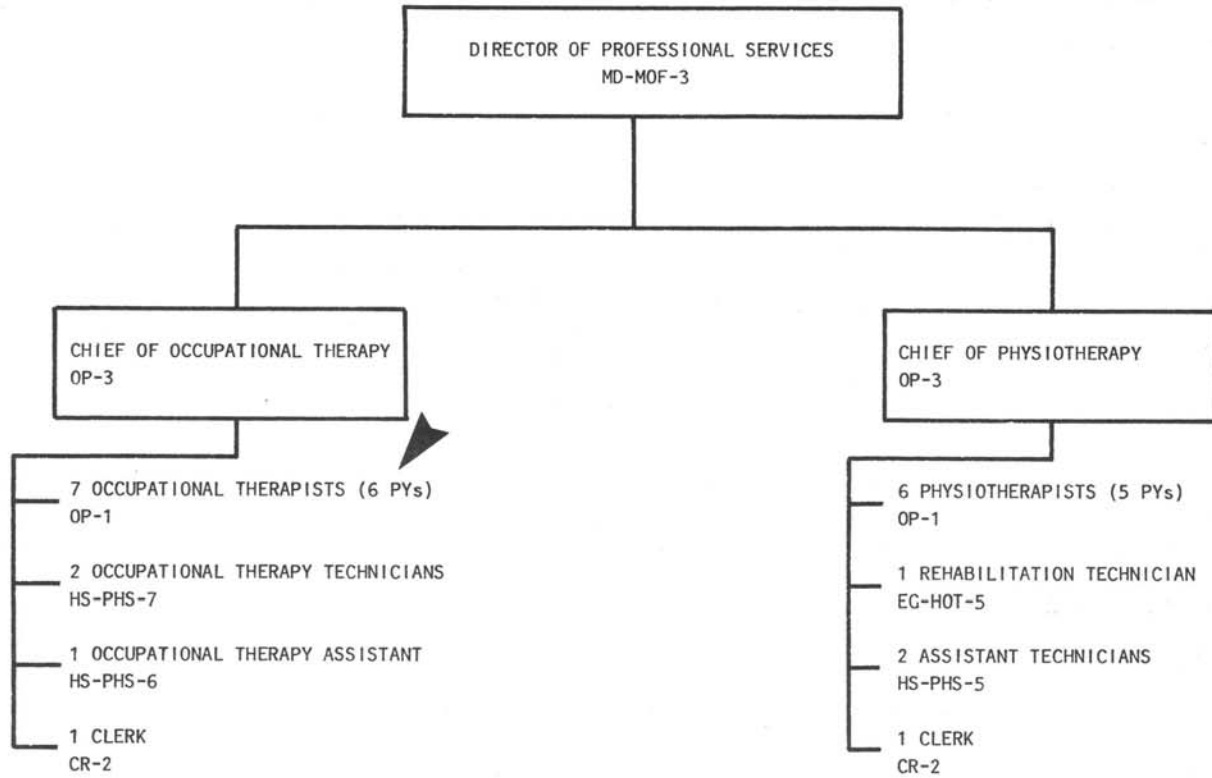 DIRECTOR OF PROFESSIONAL SERVICES
MD-MOF-3
CHIEF OF OCCUPATIONAL THERAPY
OP-3
7 OCCUPATIONAL THERAPISTS (6 PYs)
OP-1
2 OCCUPATIONAL THERAPY TECHNICIANS
HS-PHS-7
1 OCCUPATIONAL THERAPY ASSISTANT
HS-PHS-6
1 CLERK
CR-2
CHIEF OF PHYSIOTHERAPY
OP-3
6 PHYSIOTHERAPISTS (5 PYs)
OP-1
1 REHABILITATION TECHNICIAN
EG-HOT-5
2 ASSISTANT TECHNICIANS
HS-PHS-5
1 CLERK
CR-2